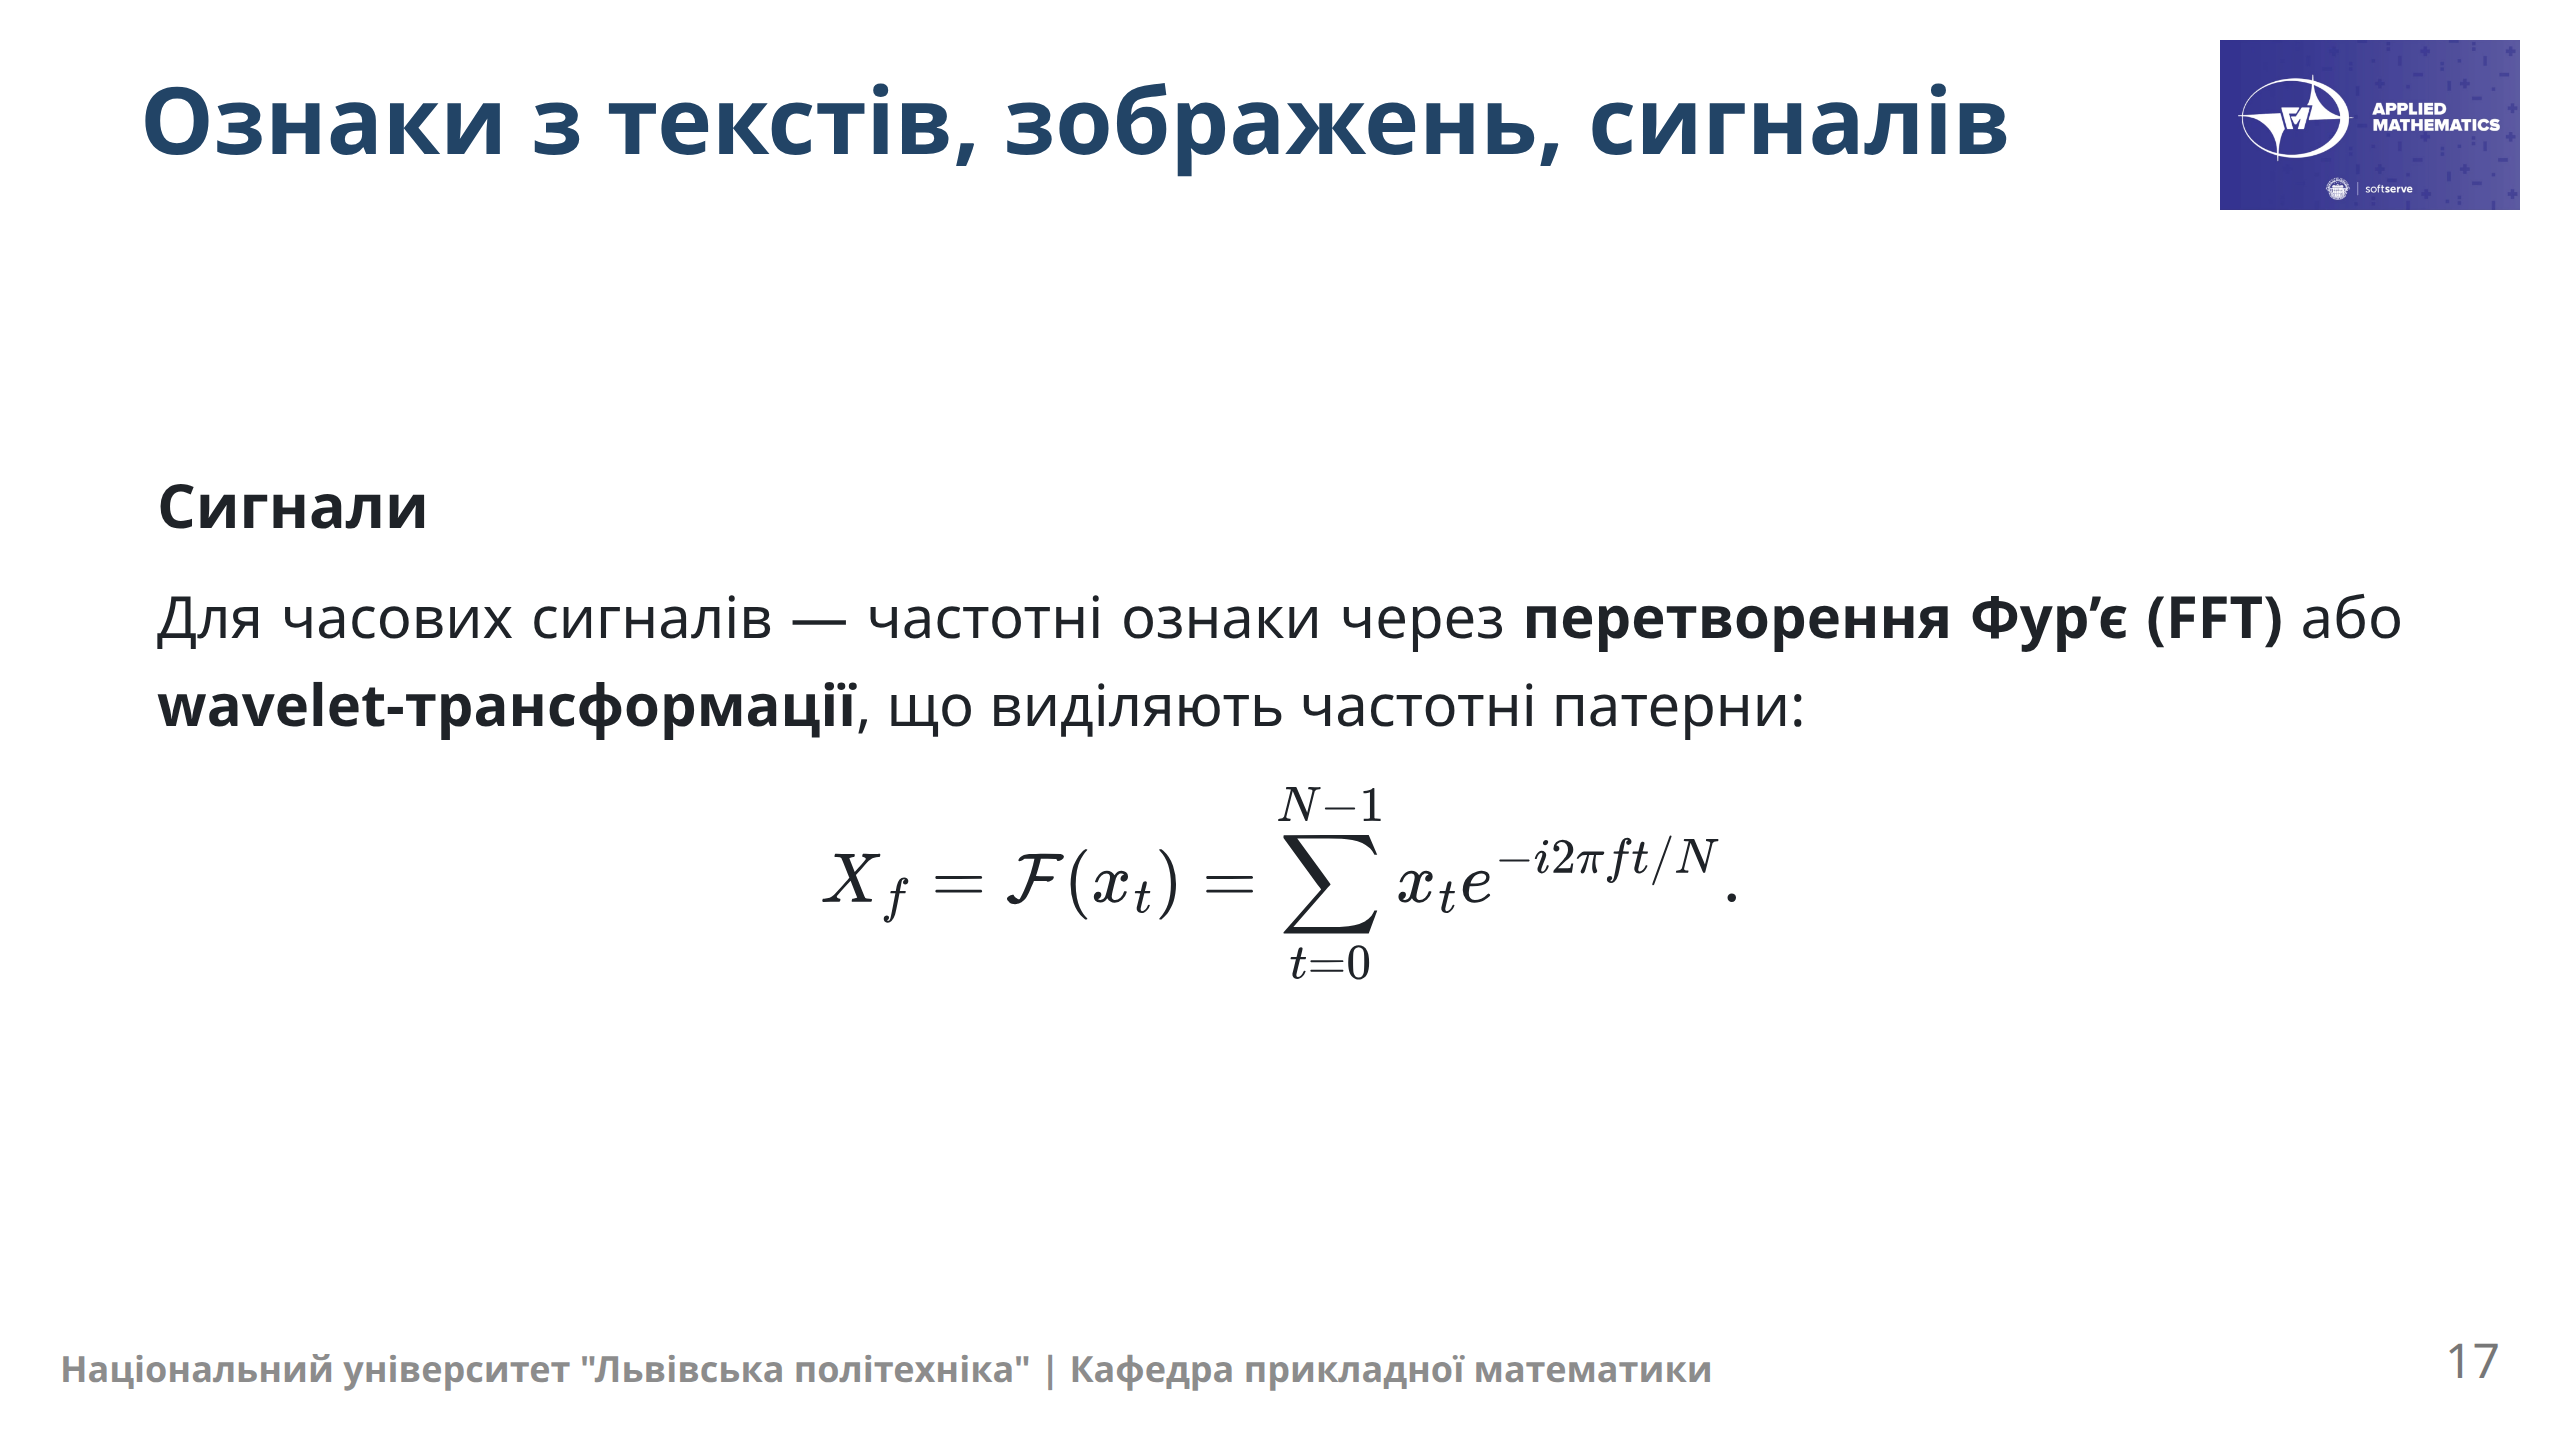 Ознаки з текстів, зображень, сигналів
APPLIED
MATHEMATICS
softserve
Сигнали
Для часових сигналів — частотні ознаки через перетворення Фур’є (FFT) або
wavelet-трансформації, що виділяють частотні патерни:
$X_f = \mathcal{F}(x_t) = \sum_{t=0}^{N-1} x_t e^{-i2\pi ft/N}.$
Національний університет "Львівська політехніка" | Кафедра прикладної математики
17